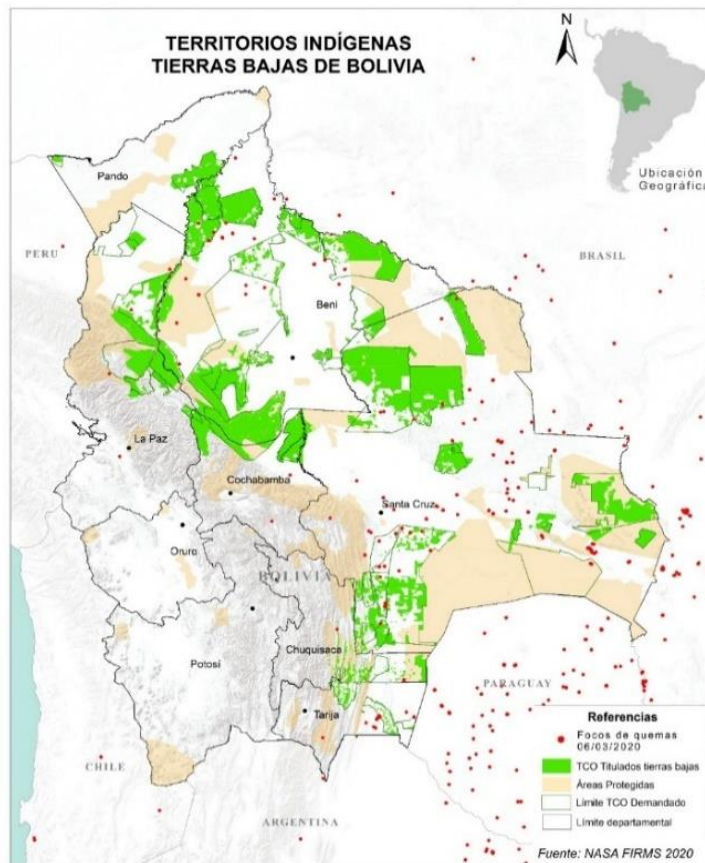 TERRITORIOS INDÍGENAS
TIERRAS BAJAS DE BOLIVIA
N
Ubicación
Geográfica
Pando
PERU
BRASIL
Beni
La Paz
Cochabamba
Santa Cruz
Oruro
BOLIVIA
Chuquisaca
Potosí
PARAGUAY
Tarija
CHILE
ARGENTINA
Referencias
Focos de quemas
06/03/2020
TCO Titulados tierras bajas
Áreas Protegidas
Límite TCO Demandado
Límite departamental
Fuente: NASA FIRMS 2020